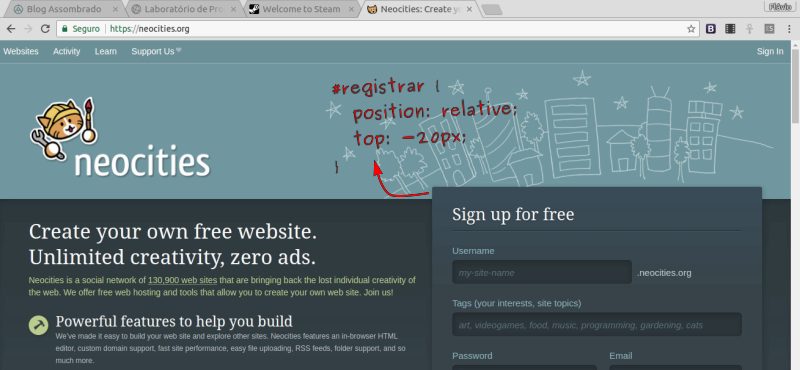 Blog Assombrado
Laboratório de Pro
Welcome to Steam
Neocities: Create yo
Flávio
Seguro
https://neocities.org
Websites
Activity
Learn
Support Us
Sign In
#registrar {
position: relative;
top: -20px;
}
neocities
Create your own free website.
Unlimited creativity, zero ads.
Neocities is a social network of 130,900 web sites that are bringing back the lost individual creativity of
the web. We offer free web hosting and tools that allow you to create your own web site. Join us!
Powerful features to help you build
We've made it easy to build your web site and explore other sites. Neocities features an in-browser HTML
editor, custom domain support, fast site performance, easy file uploading, RSS feeds, folder support, and so
much more.
Sign up for free
Username
my-site-name
.neocities.org
Tags (your interests, site topics)
art, videogames, food, music, programming, gardening, cats
Password
Email